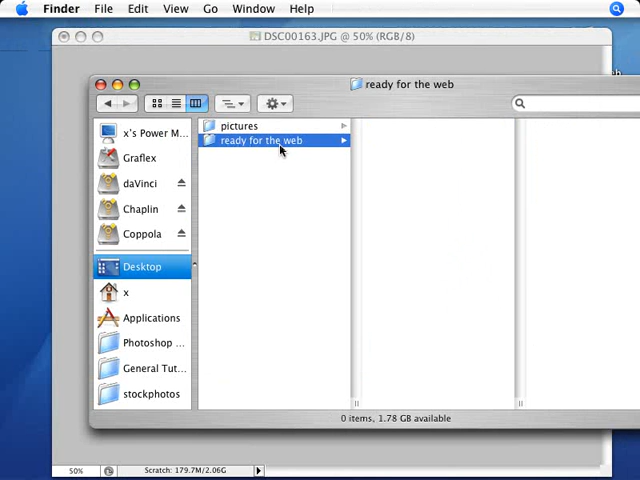 Finder File Edit View Go Window Help
DSC00163.JPG @ 50% (RGB/8)
ready for the web
x's Power M...
Graflex
daVinci
Chaplin
Coppola
Desktop
x
Applications
Photoshop ...
General Tut...
stockphotos
pictures
ready for the web
0 items, 1.78 GB available
50% Scratch: 179.7M/2.06G